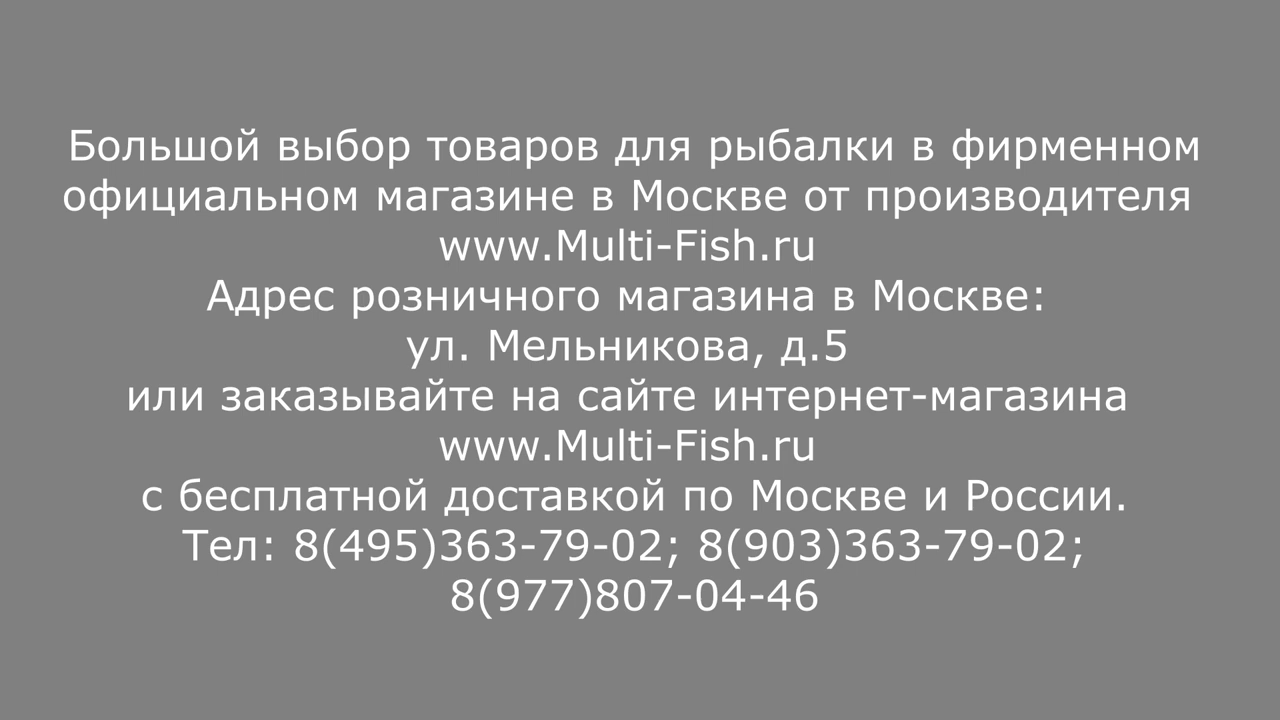 Большой выбор товаров для рыбалки в фирменном
официальном магазине в Москве от производителя
www.Multi-Fish.ru
Адрес розничного магазина в Москве:
ул. Мельникова, д.5
или заказывайте на сайте интернет-магазина
www.Multi-Fish.ru
с бесплатной доставкой по Москве и России.
Тел: 8(495)363-79-02; 8(903)363-79-02;
8(977)807-04-46